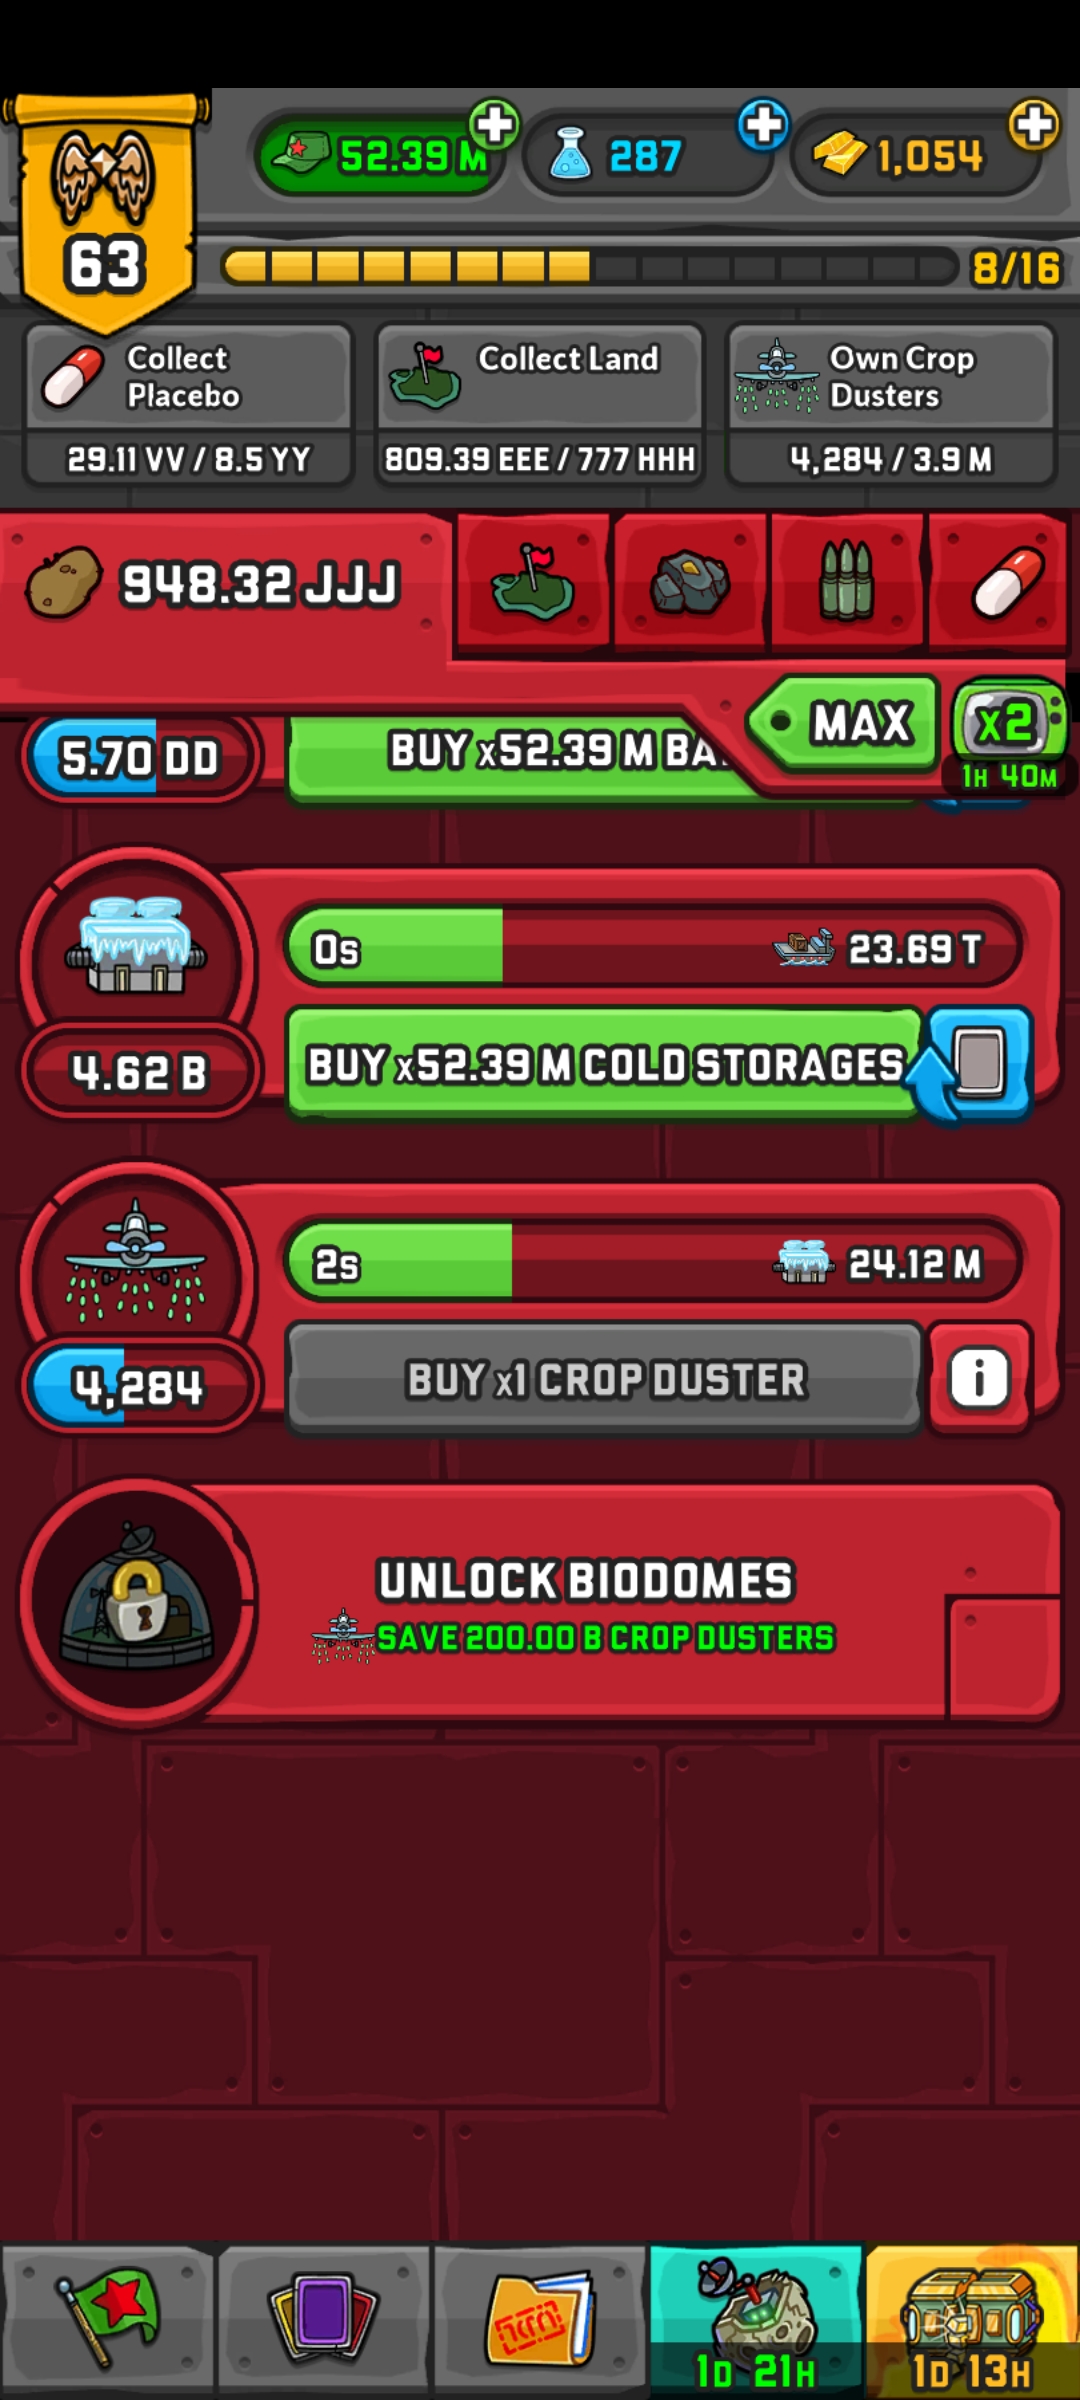 52.39 M
287
1,054
63
8/16
Collect
Placebo
Collect Land
Own Crop
Dusters
29.11 VV / 8.5 YY
809.39 EEE / 777 HHH
4,284 / 3.9 M
948.32 JJJ
MAX
x2
1H 40M
5.70 DD
BUY x52.39 M BA
0s
23.69 T
4.62 B
BUY x52.39 M COLD STORAGES
2s
24.12 M
4,284
BUY x1 CROP DUSTER
i
UNLOCK BIODOMES
SAVE 200.00 B CROP DUSTERS
1D 21H
1D 13H